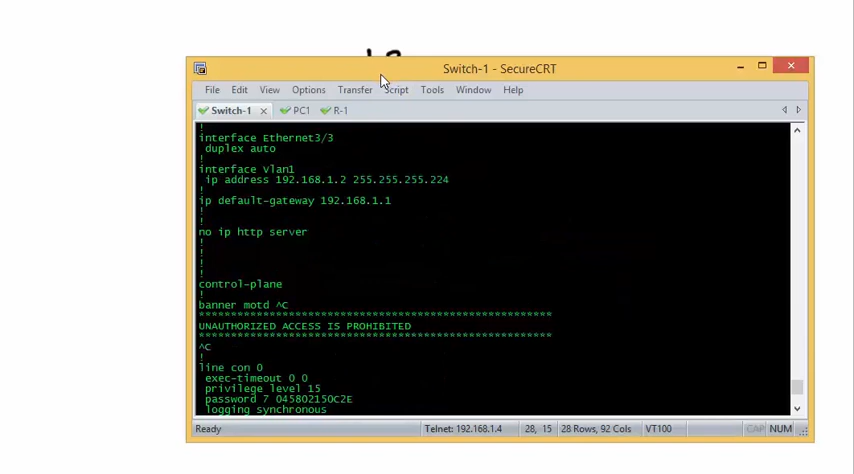 Switch-1 - SecureCRT
File Edit View Options Transfer Script Tools Window Help
Switch-1 PC1 R-1
!
interface Ethernet3/3
duplex auto
!
interface Vlan1
ip address 192.168.1.2 255.255.255.224
!
ip default-gateway 192.168.1.1
!
!
no ip http server
!
!
!
!
control-plane
!
banner motd ^C
*******************************************************
UNAUTHORIZED ACCESS IS PROHIBITED
*******************************************************
^C
!
line con 0
exec-timeout 0 0
privilege level 15
password 7 045802150C2E
logging synchronous
Ready Telnet: 192.168.1.4 28, 15 28 Rows, 92 Cols VT100 CAP NUM